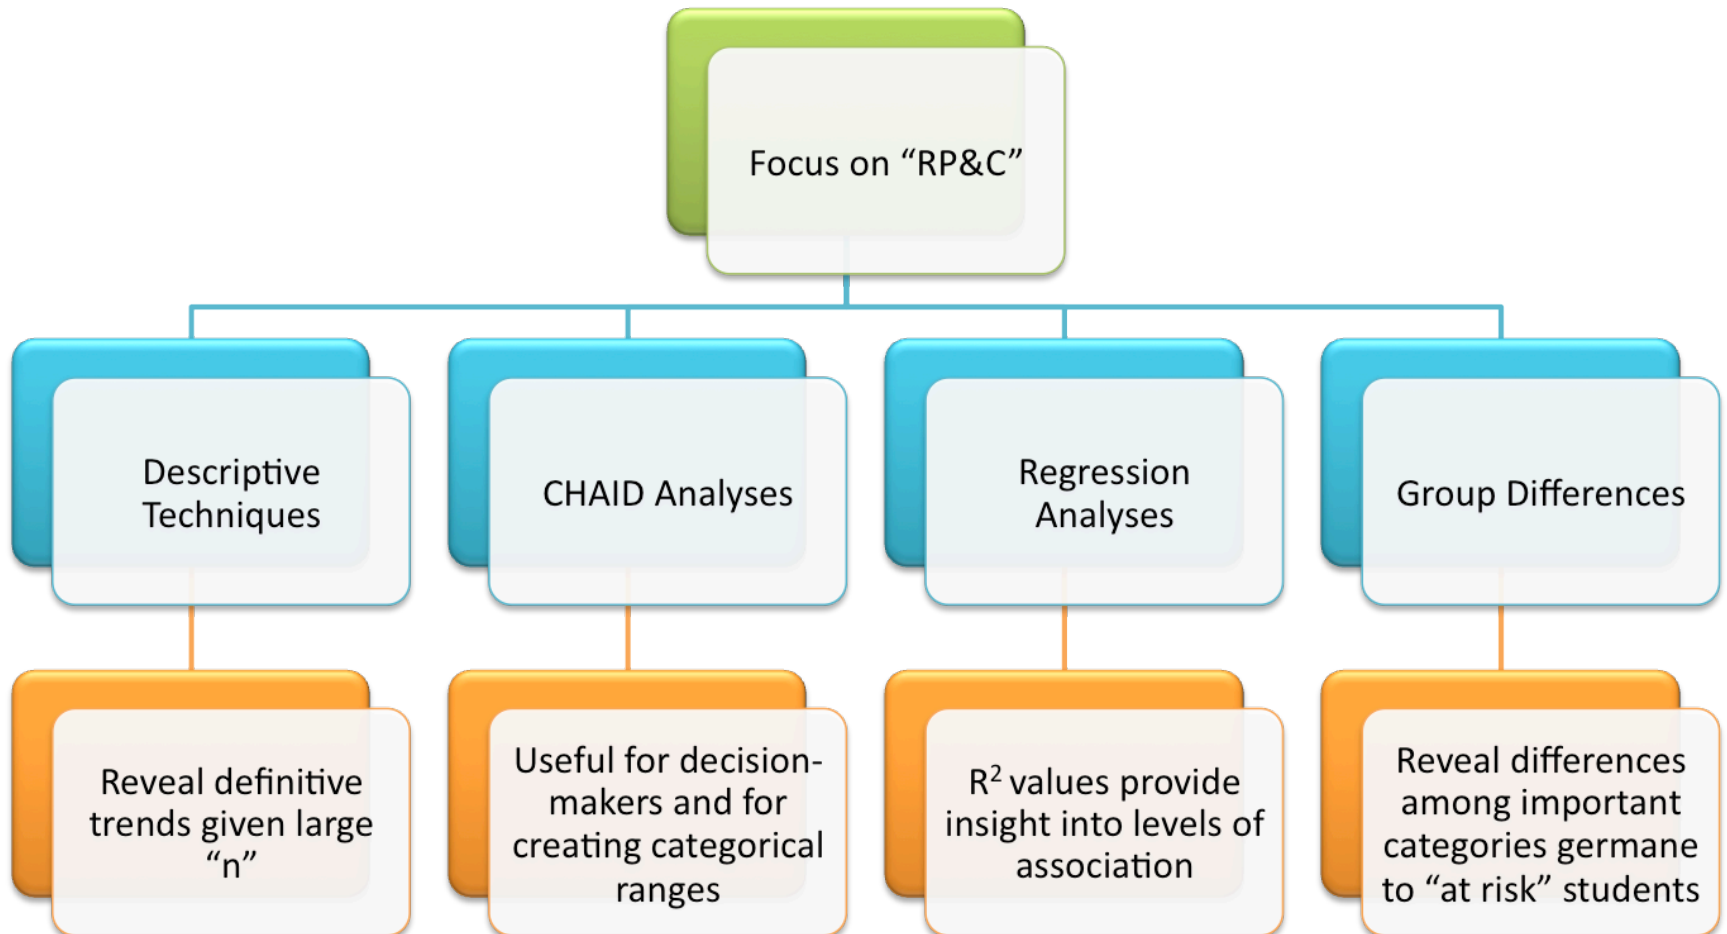 Focus on “RP&C”
Descriptive
Techniques
CHAID Analyses
Regression
Analyses
Group Differences
Reveal definitive
trends given large
“n”
Useful for decision-
makers and for
creating categorical
ranges
R² values provide
insight into levels of
association
Reveal differences
among important
categories germane
to “at risk” students